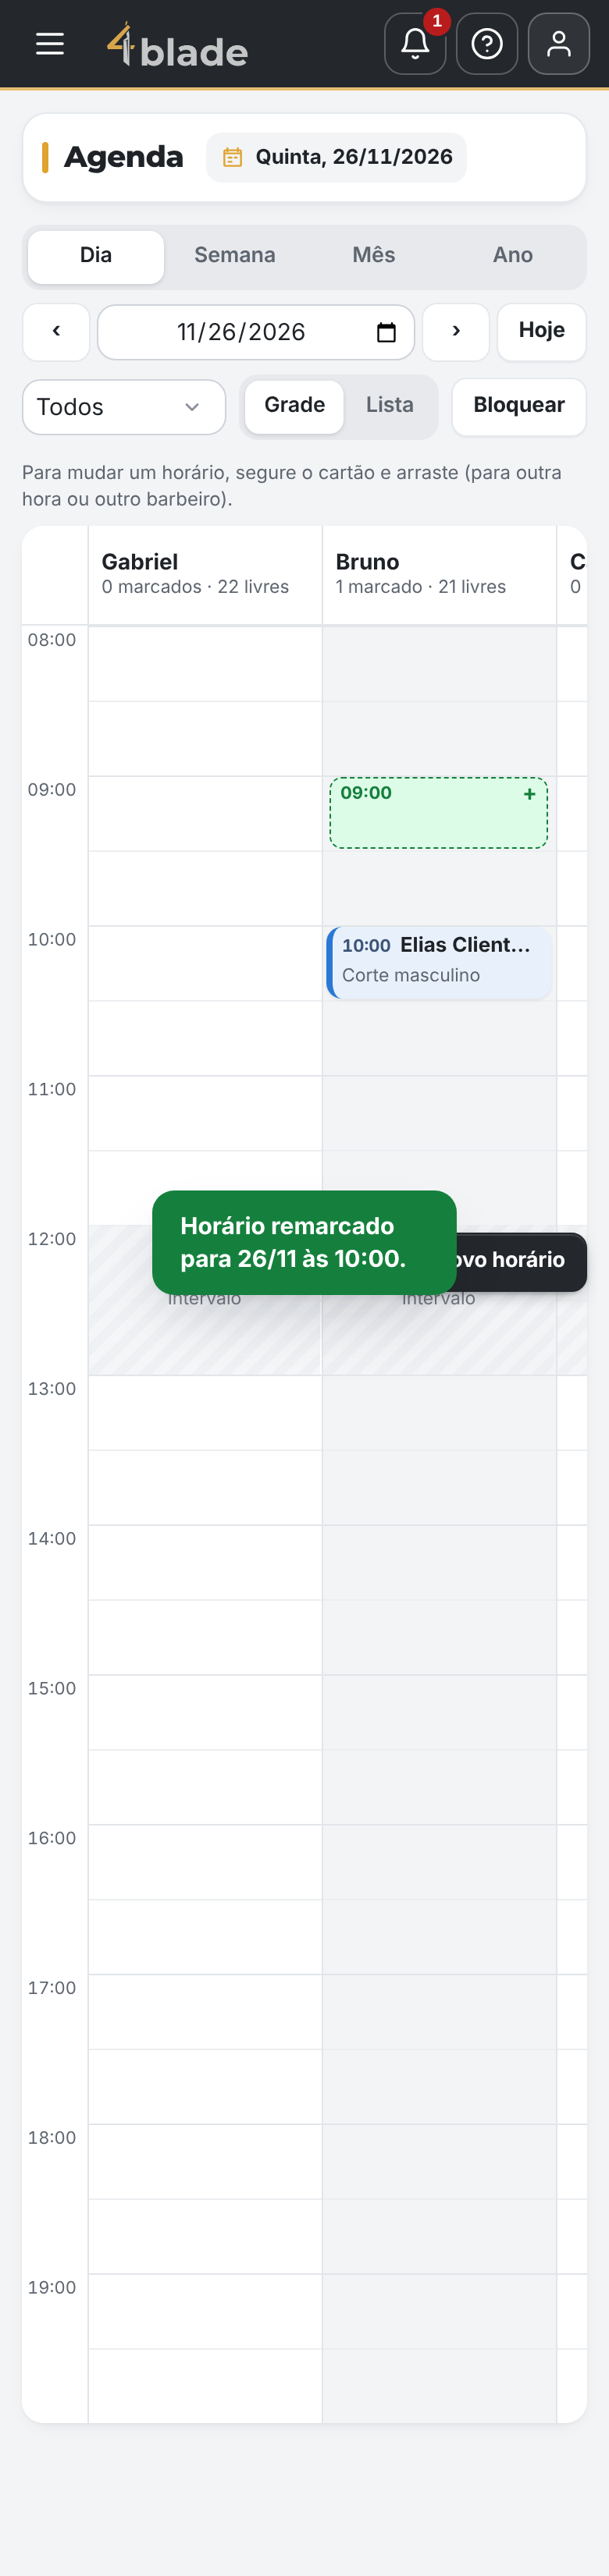 1
4blade
Agenda
Quinta, 26/11/2026
Dia
Semana
Mês
Ano
‹
11/26/2026
›
Hoje
Todos
Grade
Lista
Bloquear
Para mudar um horário, segure o cartão e arraste (para outra
hora ou outro barbeiro).
Gabriel
0 marcados · 22 livres
Bruno
1 marcado · 21 livres
C
0
08:00
09:00
09:00
+
10:00
10:00 Elias Client...
Corte masculino
11:00
12:00
Horário remarcado
para 26/11 às 10:00.
horário
intervalo
intervalo
13:00
14:00
15:00
16:00
17:00
18:00
19:00